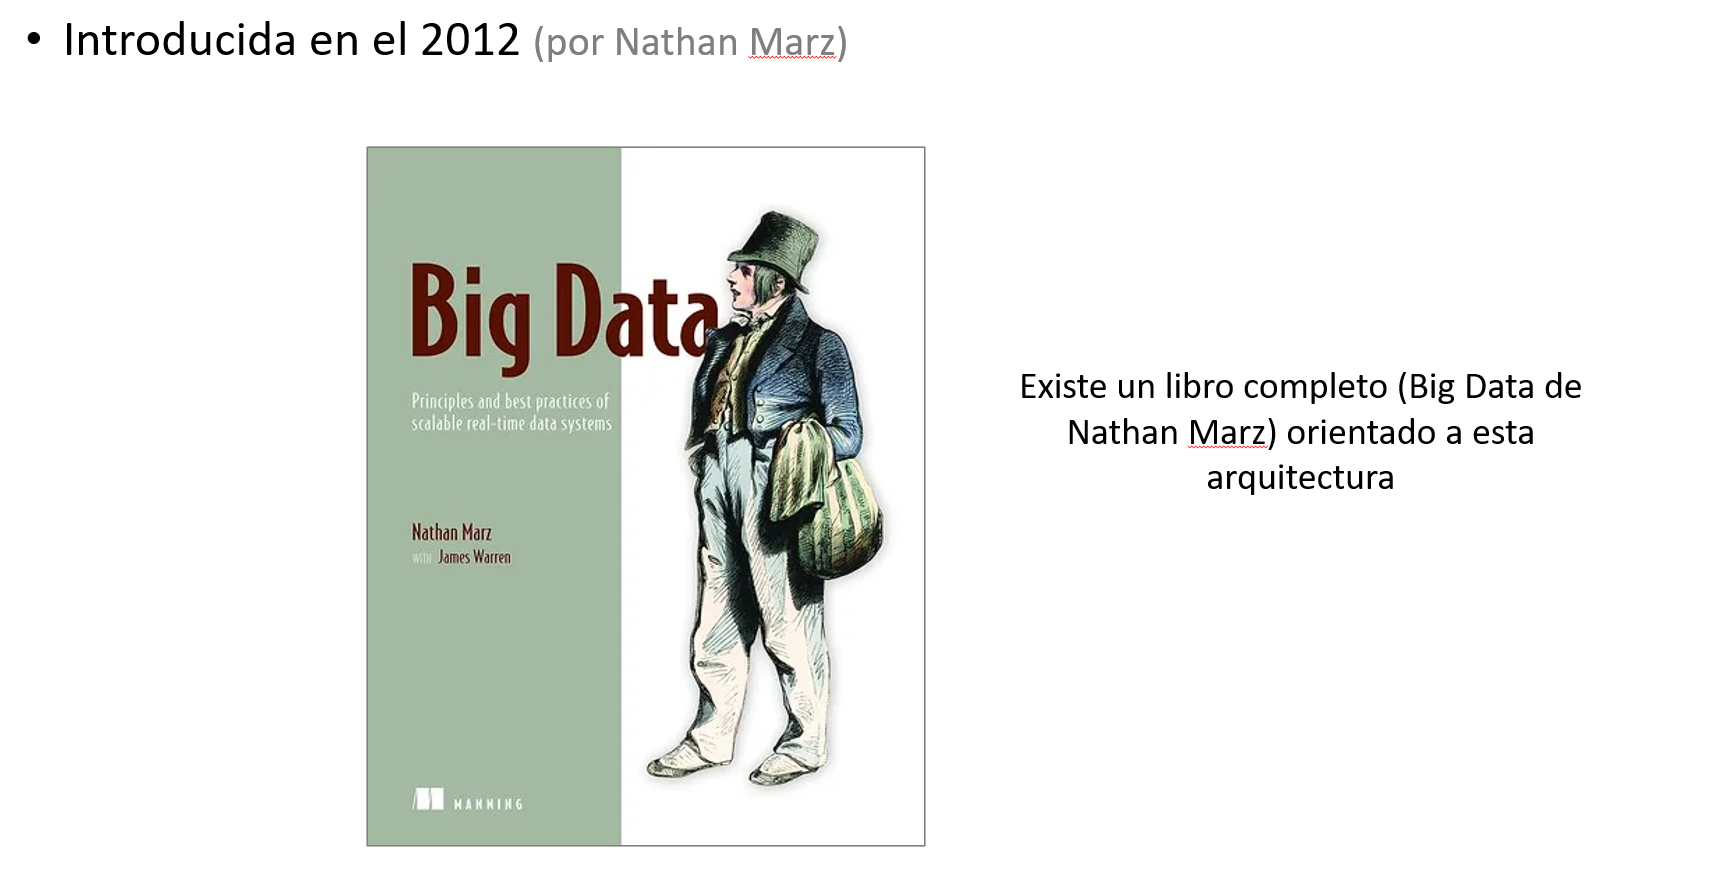 • Introducida en el 2012 (por Nathan Marz)
Big Data
Principles and best practices of
scalable real-time data systems
Nathan Marz
WITH James Warren
MANNING
Existe un libro completo (Big Data de
Nathan Marz) orientado a esta
arquitectura